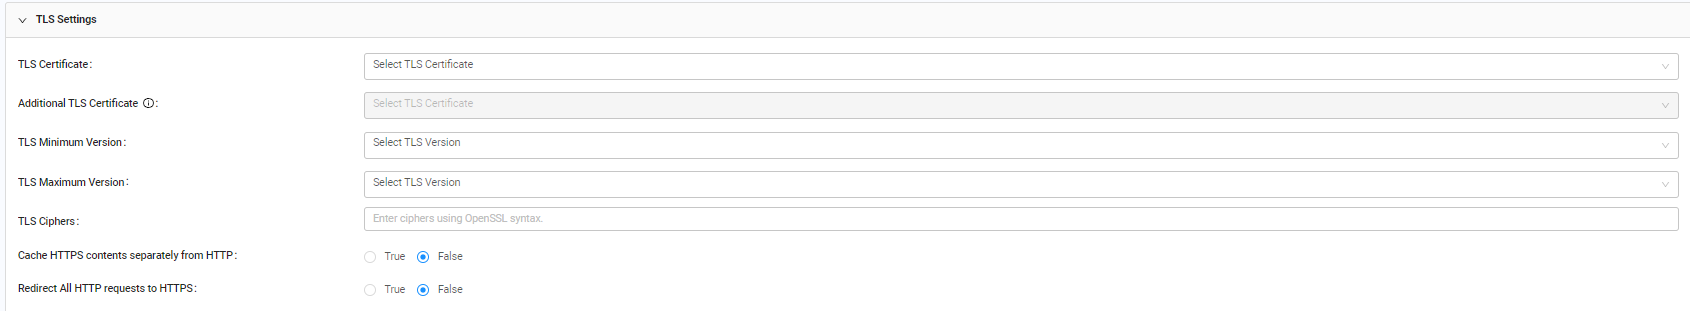 TLS Settings
TLS Certificate: Select TLS Certificate
Additional TLS Certificate : Select TLS Certificate
TLS Minimum Version: Select TLS Version
TLS Maximum Version: Select TLS Version
TLS Ciphers: Enter ciphers using OpenSSL syntax.
Cache HTTPS contents separately from HTTP: True False
Redirect All HTTP requests to HTTPS: True False